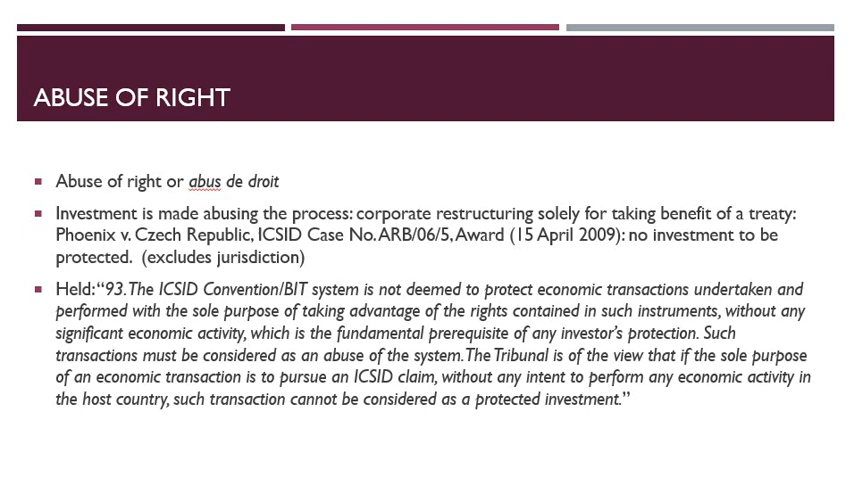 ABUSE OF RIGHT
Abuse of right or abus de droit
Investment is made abusing the process: corporate restructuring solely for taking benefit of a treaty:
Phoenix v. Czech Republic, ICSID Case No. ARB/06/5, Award (15 April 2009): no investment to be
protected. (excludes jurisdiction)
Held: “93. The ICSID Convention/BIT system is not deemed to protect economic transactions undertaken and
performed with the sole purpose of taking advantage of the rights contained in such instruments, without any
significant economic activity, which is the fundamental prerequisite of any investor’s protection. Such
transactions must be considered as an abuse of the system. The Tribunal is of the view that if the sole purpose
of an economic transaction is to pursue an ICSID claim, without any intent to perform any economic activity in
the host country, such transaction cannot be considered as a protected investment.”